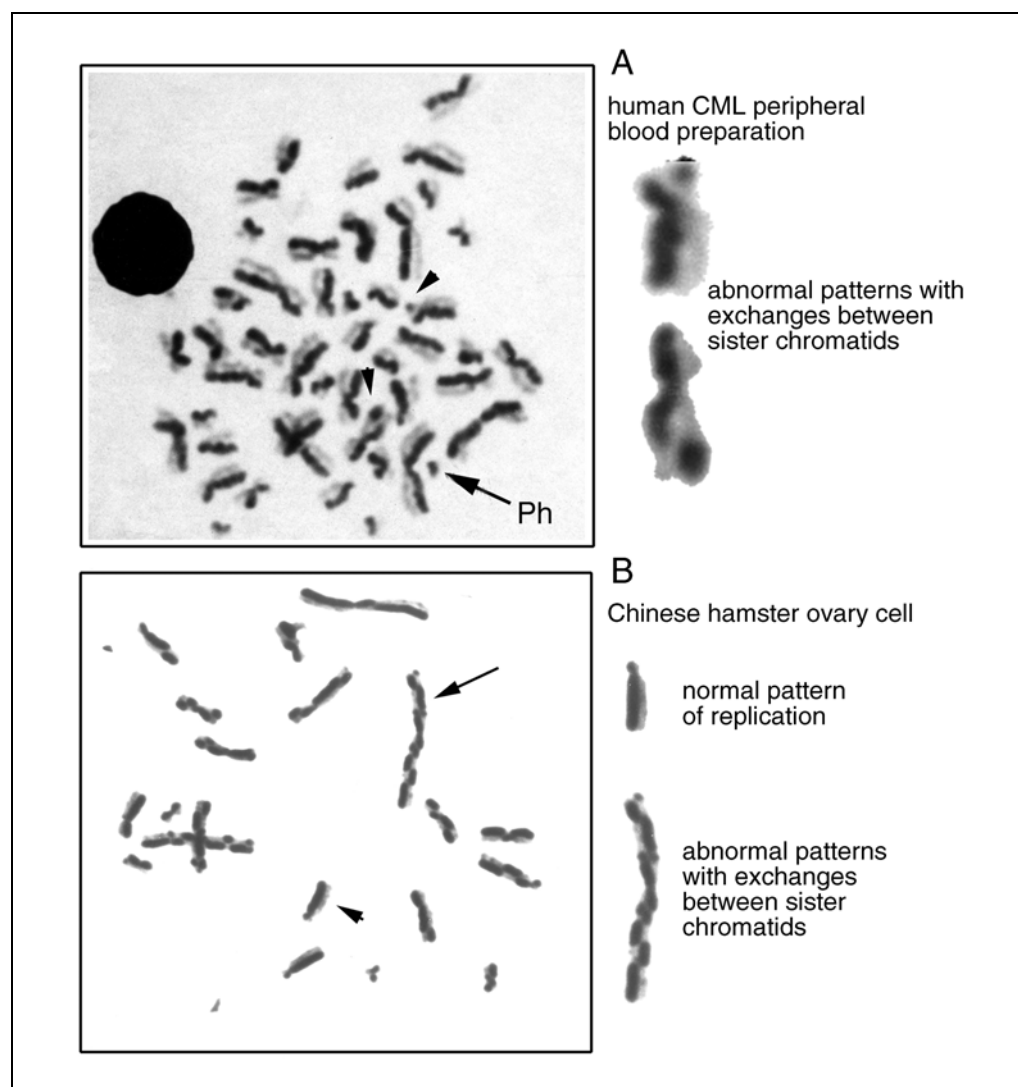 A
human CML peripheral
blood preparation
abnormal patterns with
exchanges between
sister chromatids
Ph
B
Chinese hamster ovary cell
normal pattern
of replication
abnormal patterns
with exchanges
between sister
chromatids